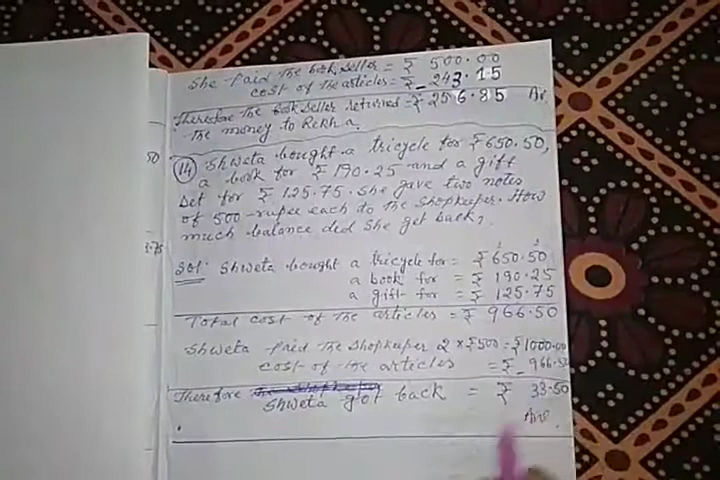 She Paid the book seller = ₹ 500.00
cost of the articles = ₹ - 243.15
Therefore the book seller returned = ₹ 256.85 An.
the money to Rekha.
(14) Shweta bought a tricycle for ₹ 650.50,
a book for ₹ 190.25 and a gift
set for ₹ 125.75. She gave two notes
of 500-rupee each to the shopkeeper. How
much balance did she get back?
Sol. Shweta bought a tricycle for = ₹ 650.50
a book for = ₹ 190.25
a gift for = ₹ 125.75
Total cost of the articles = ₹ 966.50
Shweta Paid the shopkeeper 2 × ₹ 500 = ₹ 1000.00
cost of the articles = ₹ - 966.50
Therefore
Shweta got back = ₹ 33.50
Ans.
50
3.75